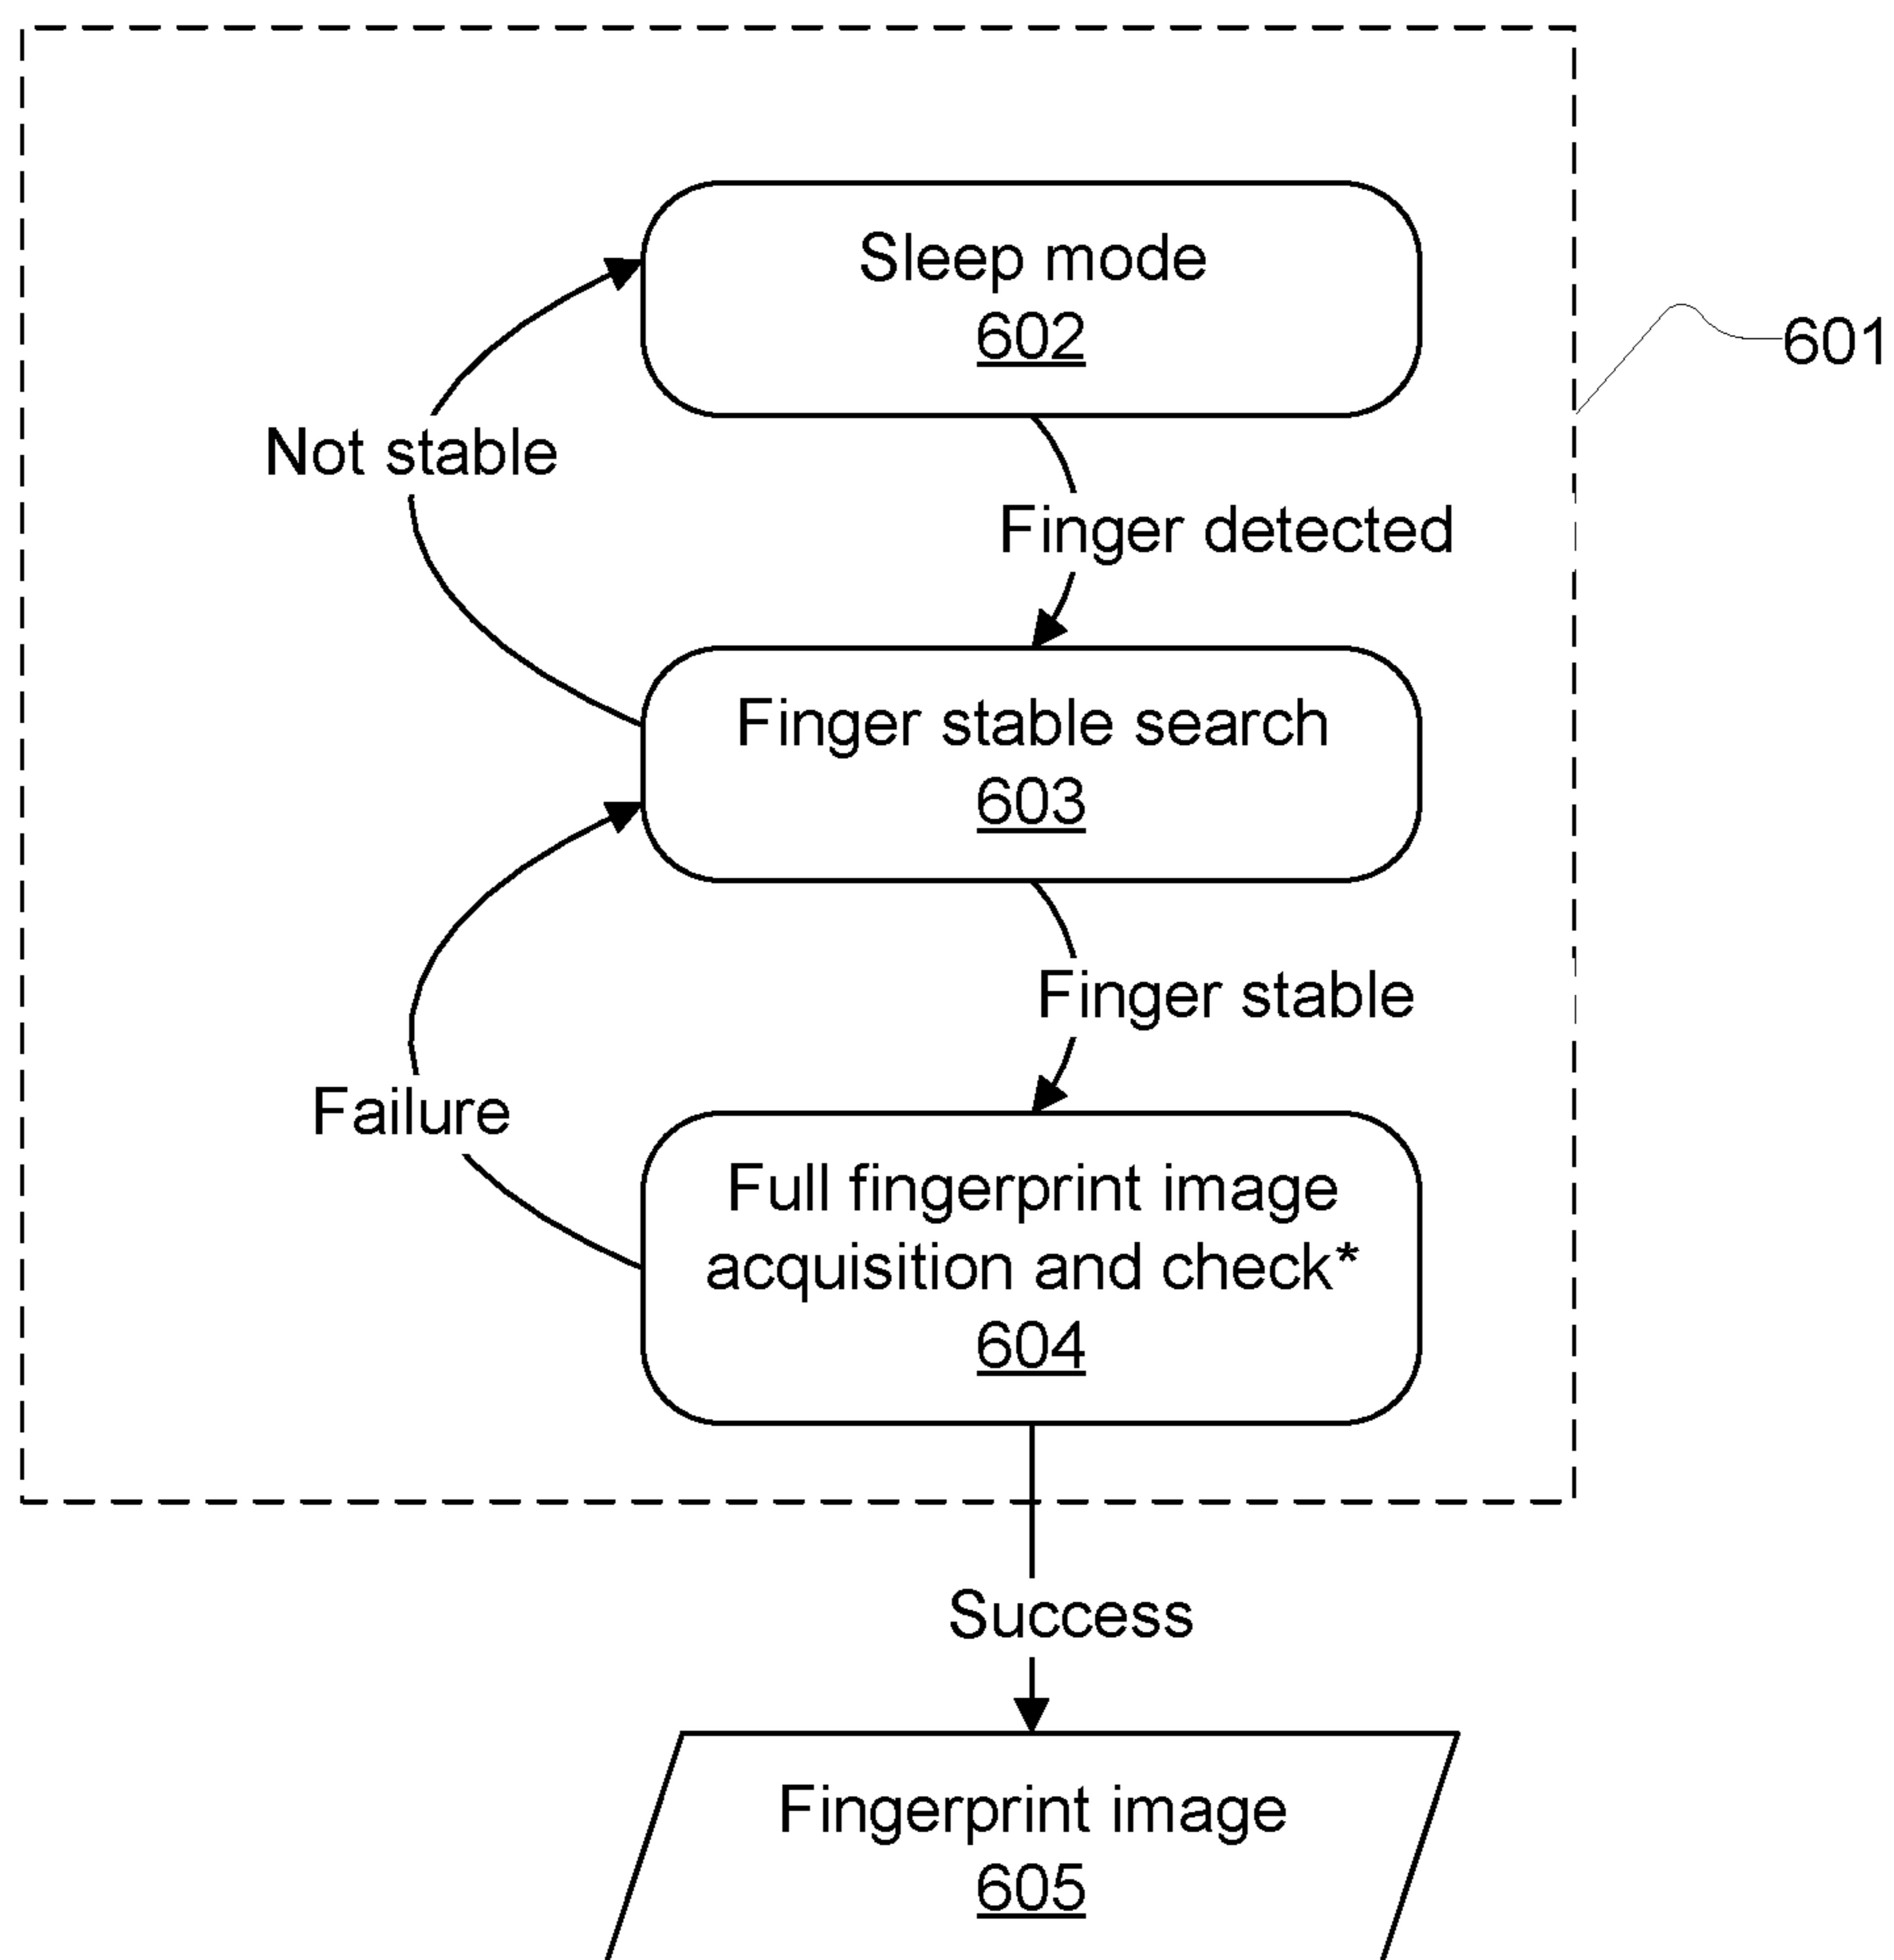 Sleep mode
602
601
Not stable
Finger detected
Finger stable search
603
Finger stable
Failure
Full fingerprint image
acquisition and check*
604
Success
Fingerprint image
605